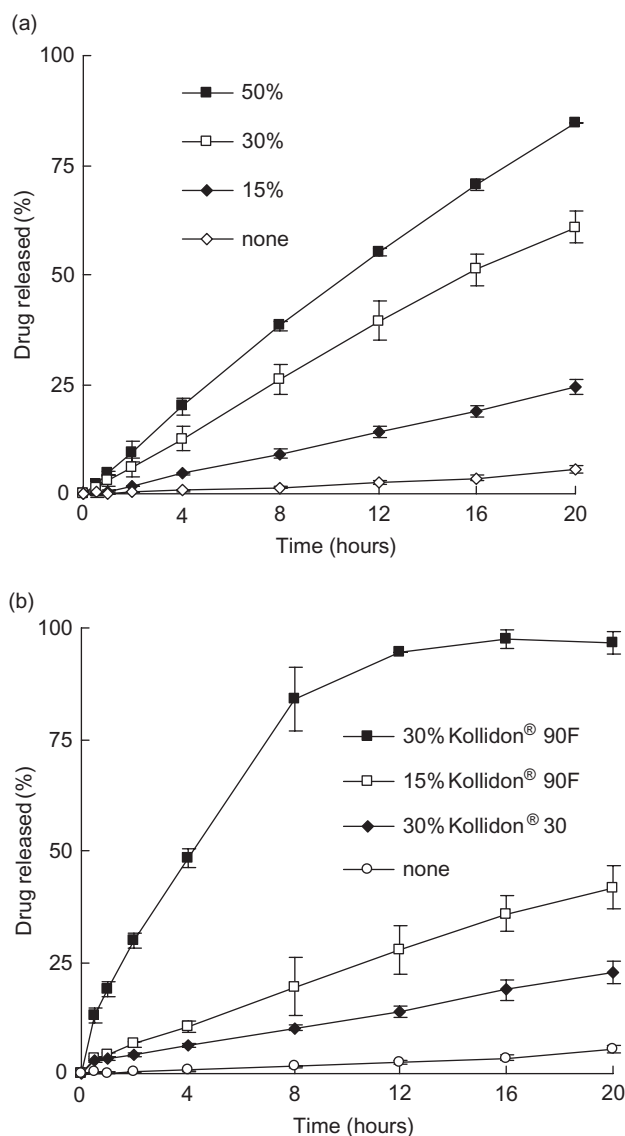 (a)
100
75
50
25
0
Drug released (%)
50%
30%
15%
none
0 4 8 12 16 20
Time (hours)
(b)
100
75
50
25
0
Drug released (%)
30% Kollidon® 90F
15% Kollidon® 90F
30% Kollidon® 30
none
0 4 8 12 16 20
Time (hours)